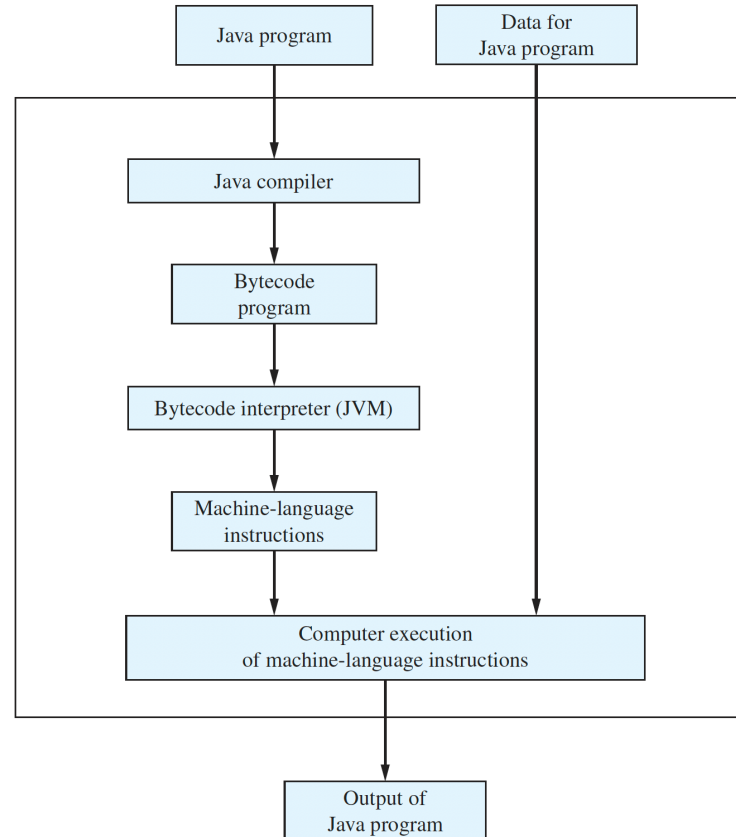 Java program
Data for
Java program
Java compiler
Bytecode
program
Bytecode interpreter (JVM)
Machine-language
instructions
Computer execution
of machine-language instructions
Output of
Java program